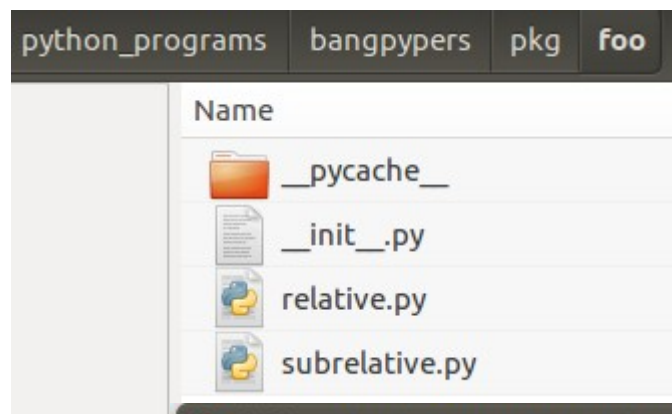 python_programs bangpypers pkg foo
Name
__pycache__
__init__.py
relative.py
subrelative.py